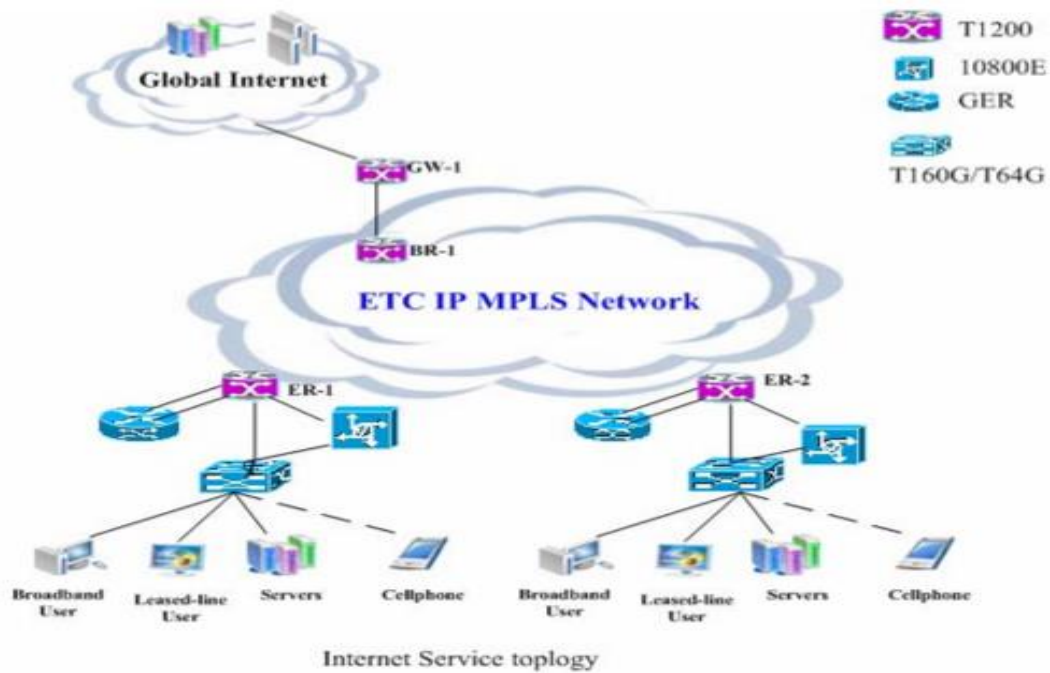 T1200
10800E
GER
T160G/T64G
Global Internet
GW-1
BR-1
ETC IP MPLS Network
ER-1
ER-2
Broadband
User
Leased-line
User
Servers
Cellphone
Broadband
User
Leased-line
User
Servers
Cellphone
Internet Service toplogy